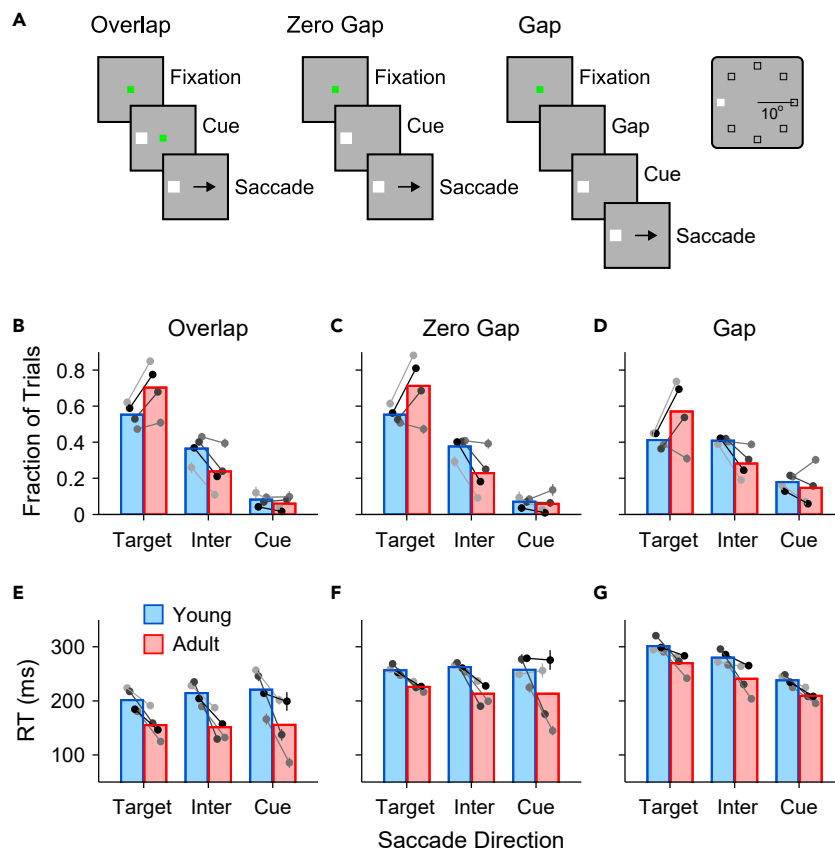 A
Overlap
Zero Gap
Gap
Fixation
Cue
Saccade
Fixation
Cue
Saccade
Fixation
Gap
Cue
Saccade
10°
B
Overlap
C
Zero Gap
D
Gap
Fraction of Trials
0.8
0.6
0.4
0.2
0
Target Inter Cue
Target Inter Cue
Target Inter Cue
E
F
G
Young
Adult
RT (ms)
300
200
100
Target Inter Cue
Target Inter Cue
Target Inter Cue
Saccade Direction